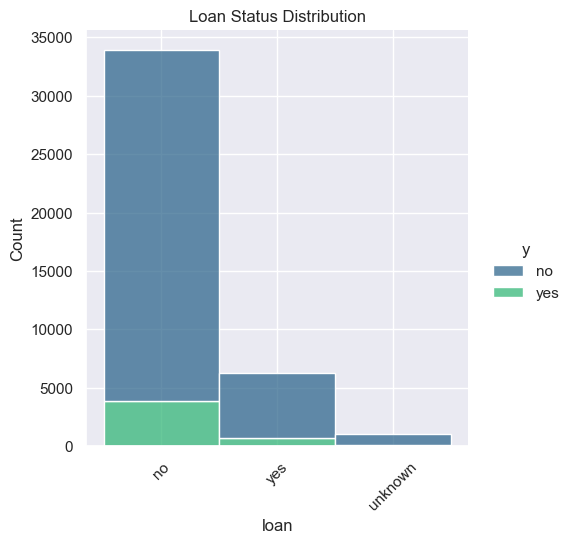 Loan Status Distribution
35000
30000
25000
20000
15000
10000
5000
0
Count
no
yes
unknown
loan
y
no
yes